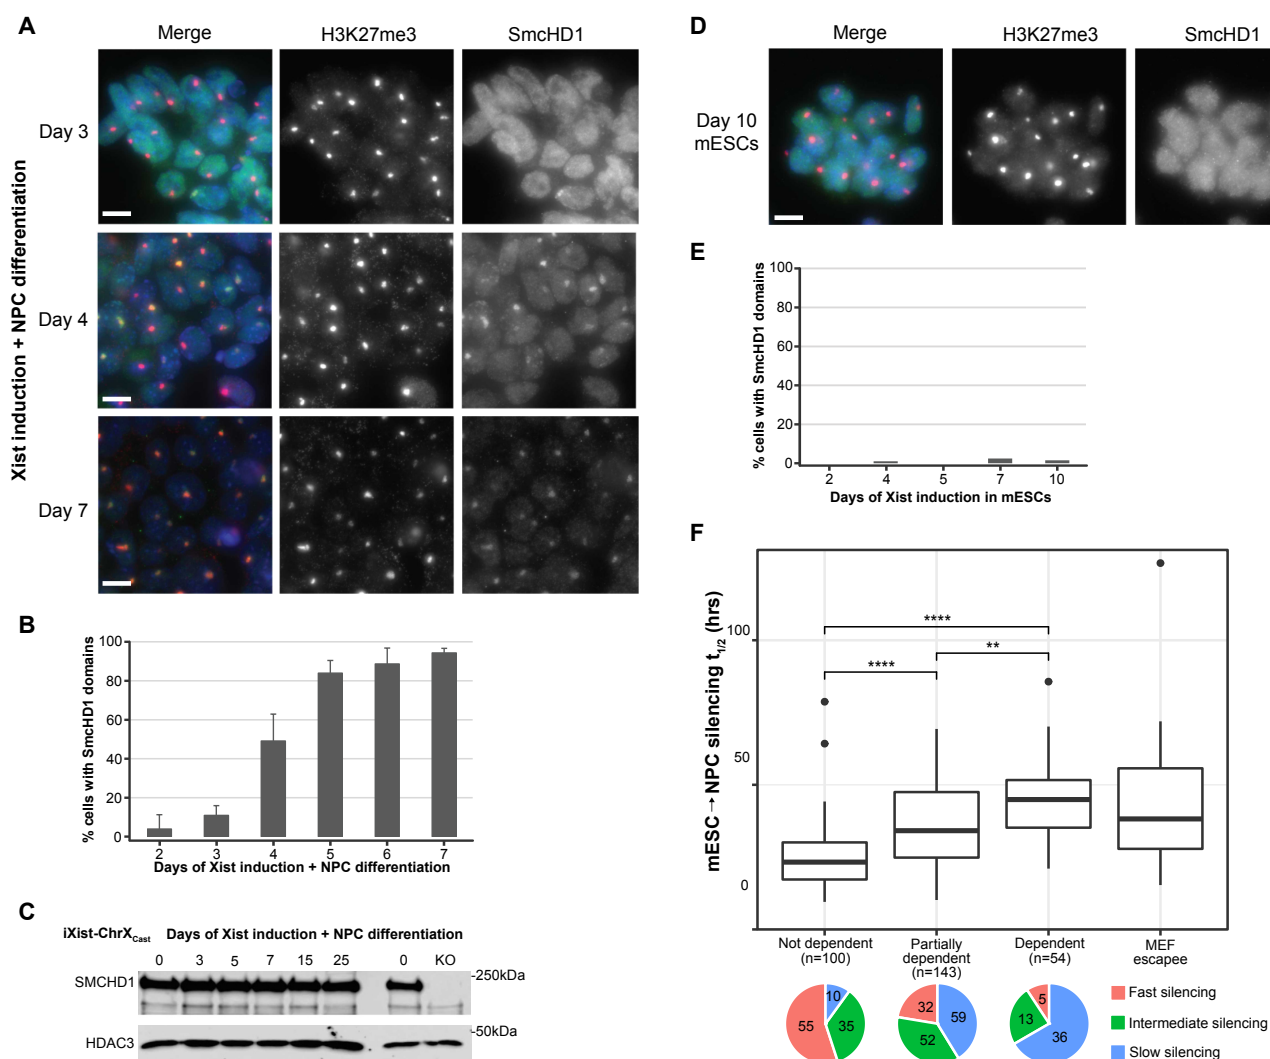 A
Merge
H3K27me3
SmcHD1
Xist induction + NPC differentiation
Day 3
Day 4
Day 7
B
% cells with SmcHD1 domains
100
80
60
40
20
0
2 3 4 5 6 7
Days of Xist induction + NPC differentiation
C
iXist-ChrXCast
Days of Xist induction + NPC differentiation
0 3 5 7 15 25 0 KO
SMCHD1
-250kDa
-50kDa
HDAC3
D
Merge
H3K27me3
SmcHD1
Day 10
mESCs
E
% cells with SmcHD1 domains
100
80
60
40
20
0
2 4 5 7 10
Days of Xist induction in mESCs
F
mESC→NPC silencing t1/2 (hrs)
100
50
0
****
**
****
Not dependent
(n=100)
Partially
dependent
(n=143)
Dependent
(n=54)
MEF
escapee
10
55
35
32
59
52
5
13
36
Fast silencing
Intermediate silencing
Slow silencing